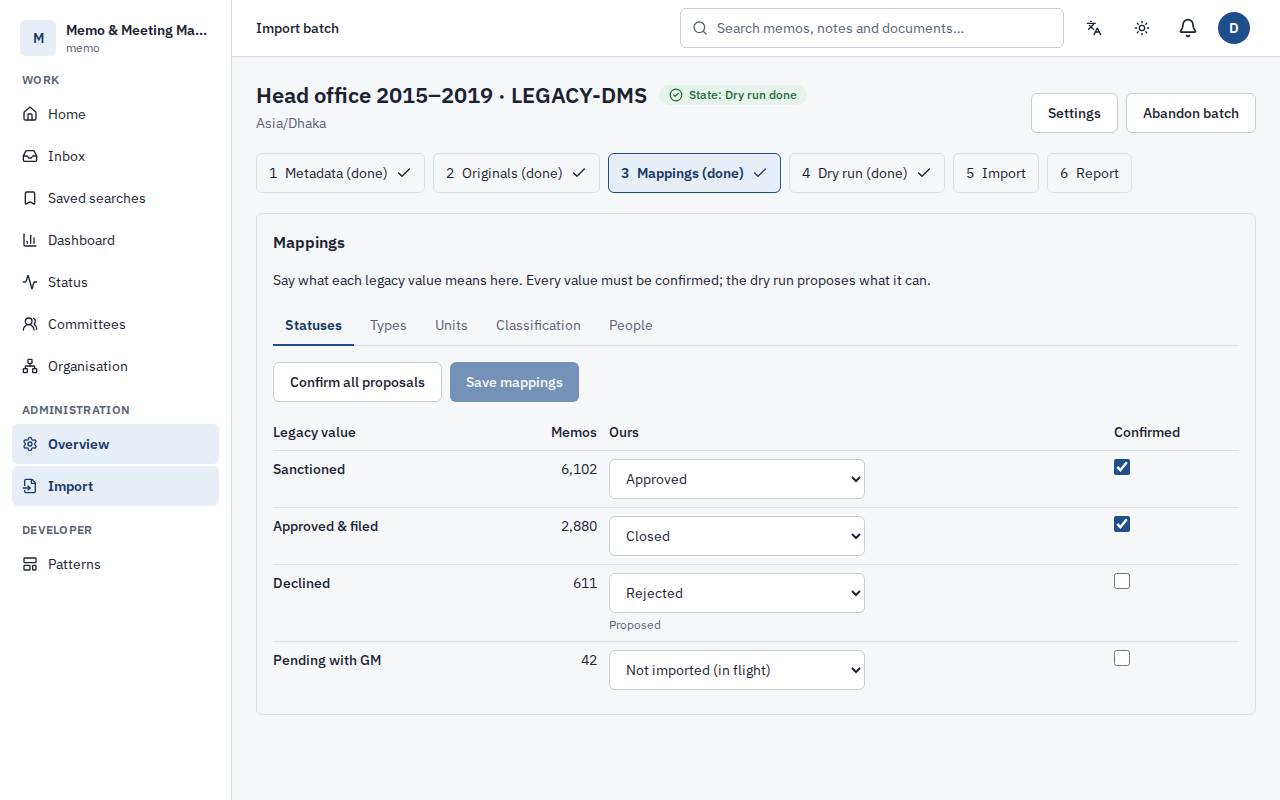 M
Memo & Meeting Ma...
memo
WORK
Home
Inbox
Saved searches
Dashboard
Status
Committees
Organisation
ADMINISTRATION
Overview
Import
DEVELOPER
Patterns
Import batch
Search memos, notes and documents...
D
Head office 2015–2019 · LEGACY-DMS
State: Dry run done
Asia/Dhaka
Settings
Abandon batch
1 Metadata (done)
2 Originals (done)
3 Mappings (done)
4 Dry run (done)
5 Import
6 Report
Mappings
Say what each legacy value means here. Every value must be confirmed; the dry run proposes what it can.
Statuses Types Units Classification People
Confirm all proposals
Save mappings
Legacy value Memos Ours Confirmed
Sanctioned 6,102 Approved
Approved & filed 2,880 Closed
Declined 611 Rejected
Proposed
Pending with GM 42 Not imported (in flight)